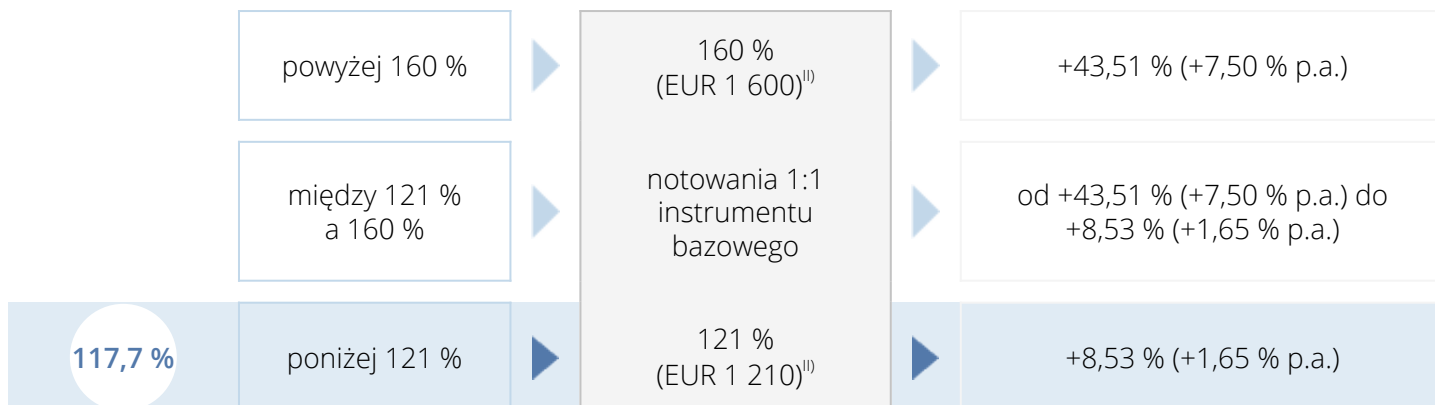 powyżej 160 %
160 %
(EUR 1 600)II)
+43,51 % (+7,50 % p.a.)
między 121 %
a 160 %
notowania 1:1
instrumentu
bazowego
od +43,51 % (+7,50 % p.a.) do
+8,53 % (+1,65 % p.a.)
117,7 %
poniżej 121 %
121 %
(EUR 1 210)II)
+8,53 % (+1,65 % p.a.)